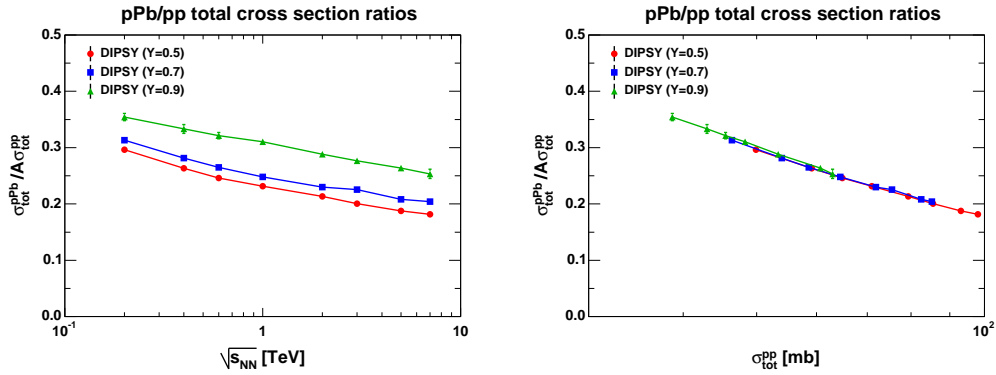 pPb/pp total cross section ratios
DIPSY (Y=0.5)
DIPSY (Y=0.7)
DIPSY (Y=0.9)
0.5
0.4
0.3
0.2
0.1
0.0
σ_tot^pPb/Aσ_tot^pp
10^-1
1
10
√s_NN [TeV]
pPb/pp total cross section ratios
DIPSY (Y=0.5)
DIPSY (Y=0.7)
DIPSY (Y=0.9)
0.5
0.4
0.3
0.2
0.1
0.0
σ_tot^pPb/Aσ_tot^pp
10^2
σ_tot^pp [mb]